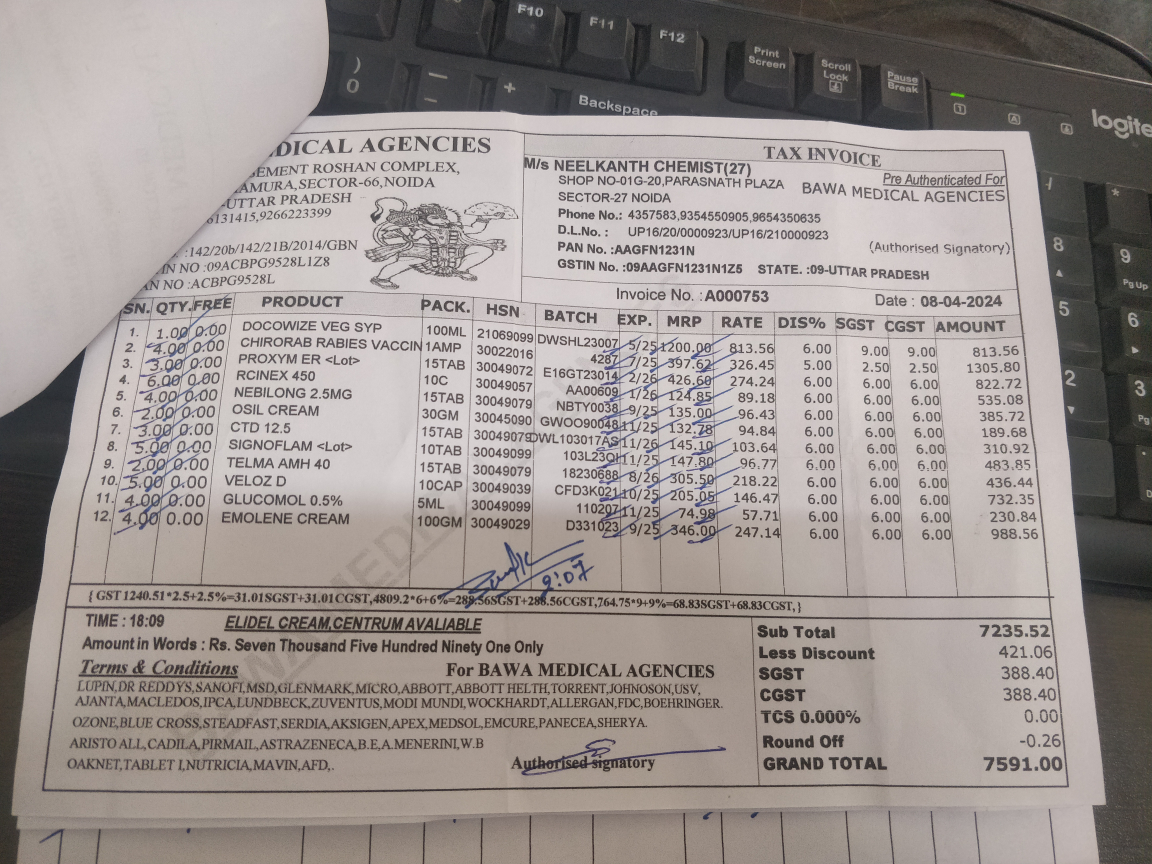 DICAL AGENCIES
SEMENT ROSHAN COMPLEX,
AMURA,SECTOR-66,NOIDA
UTTAR PRADESH
6131415,9266223399
:142/20b/142/21B/2014/GBN
IN NO :09ACBPG9528L1Z8
AN NO :ACBPG9528L
TAX INVOICE
M/s NEELKANTH CHEMIST(27)
SHOP NO-01G-20,PARASNATH PLAZA
SECTOR-27 NOIDA
Phone No.: 4357583,9354550905,9654350635
D.L.No.: UP16/20/0000923/UP16/210000923
PAN No.:AAGFN1231N
GSTIN No. :09AAGFN1231N1Z5 STATE. :09-UTTAR PRADESH
Pre Authenticated For
BAWA MEDICAL AGENCIES
(Authorised Signatory)
Invoice No. :A000753 Date : 08-04-2024
SN. QTY. FREE PRODUCT PACK. HSN BATCH EXP. MRP RATE DIS% SGST CGST AMOUNT
1. 1.00 0.00 DOCOWIZE VEG SYP 100ML 21069099 DWSHL23007 5/25 1200.00 813.56 6.00 9.00 9.00 813.56
2. 4.00 0.00 CHIRORAB RABIES VACCIN 1AMP 30022016 4287 7/25 397.62 326.45 5.00 2.50 2.50 1305.80
3. 3.00 0.00 PROXYM ER <Lot> 15TAB 30049072 E16GT23014 2/26 426.60 274.24 6.00 6.00 6.00 822.72
4. 6.00 0.00 RCINEX 450 10C 30049057 AA00609 1/26 124.85 89.18 6.00 6.00 6.00 535.08
5. 4.00 0.00 NEBILONG 2.5MG 15TAB 30049079 NBTY0038 9/25 135.00 96.43 6.00 6.00 6.00 385.72
6. 2.00 0.00 OSIL CREAM 30GM 30045090 GWOO90048 11/25 132.78 94.84 6.00 6.00 6.00 189.68
7. 3.00 0.00 CTD 12.5 15TAB 30049079 DWL103017AS 11/26 145.10 103.64 6.00 6.00 6.00 310.92
8. 5.00 0.00 SIGNOFLAM <Lot> 10TAB 30049099 11/25 147.80 96.77 6.00 6.00 6.00 483.85
9. 2.00 0.00 TELMA AMH 40 15TAB 30049079 18230688 8/26 305.50 218.22 6.00 6.00 6.00 436.44
10. 5.00 0.00 VELOZ D 10CAP 30049039 CFD3K021 10/25 205.05 146.47 6.00 6.00 6.00 732.35
11. 4.00 0.00 GLUCOMOL 0.5% 5ML 30049099 110207 11/25 74.98 57.71 6.00 6.00 6.00 230.84
12. 4.00 0.00 EMOLENE CREAM 100GM 30049029 D331023 9/25 346.00 247.14 6.00 6.00 6.00 988.56
{ GST 1240.51*2.5+2.5%=31.01SGST+31.01CGST,4809.2*6+6%=288.56SGST+288.56CGST,764.75*9+9%=68.83SGST+68.83CGST, }
TIME : 18:09 ELIDEL CREAM,CENTRUM AVALIABLE
Amount in Words : Rs. Seven Thousand Five Hundred Ninety One Only
Terms & Conditions For BAWA MEDICAL AGENCIES
LUPIN,DR REDDYS,SANOFI,MSD,GLENMARK,MICRO,ABBOTT,ABBOTT HELTH,TORRENT,JOHNOSON,USV,
AJANTA,MACLEDOS,IPCA,LUNDBECK,ZUVENTUS,MODI MUNDI,WOCKHARDT,ALLERGAN,FDC,BOEHRINGER.
OZONE,BLUE CROSS,STEADFAST,SERDIA,AKSIGEN,APEX,MEDSOL,EMCURE,PANECEA,SHERYA.
ARISTO ALL,CADILA,PIRMAIL,ASTRAZENECA,B.E,A.MENERINI,W.B
OAKNET,TABLET I,NUTRICIA,MAVIN,AFD,.
Authorised signatory
Sub Total 7235.52
Less Discount 421.06
SGST 388.40
CGST 388.40
TCS 0.000% 0.00
Round Off -0.26
GRAND TOTAL 7591.00
F10
F11
F12
Print Screen
Scroll Lock
Pause Break
Backspace
logite
) 0
8
9 PgUp
5
6
2
3